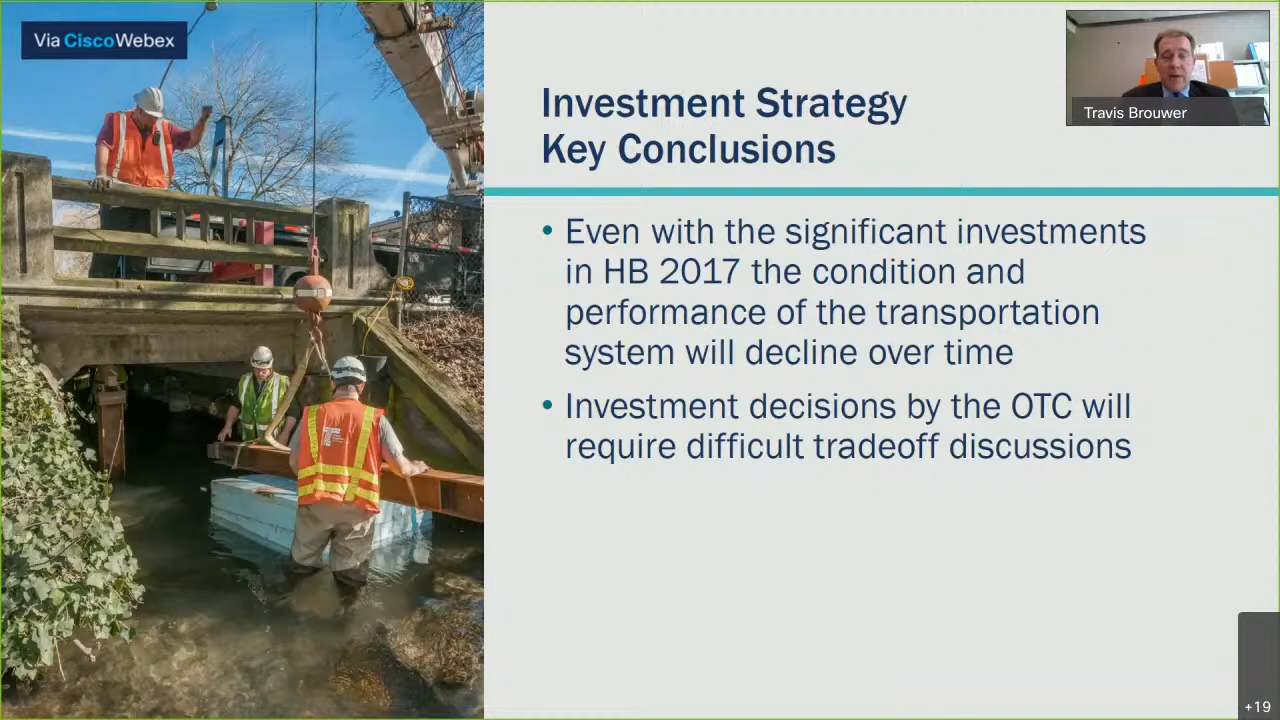 Via CiscoWebex
Travis Brouwer
Investment Strategy
Key Conclusions
• Even with the significant investments
in HB 2017 the condition and
performance of the transportation
system will decline over time
• Investment decisions by the OTC will
require difficult tradeoff discussions
+19